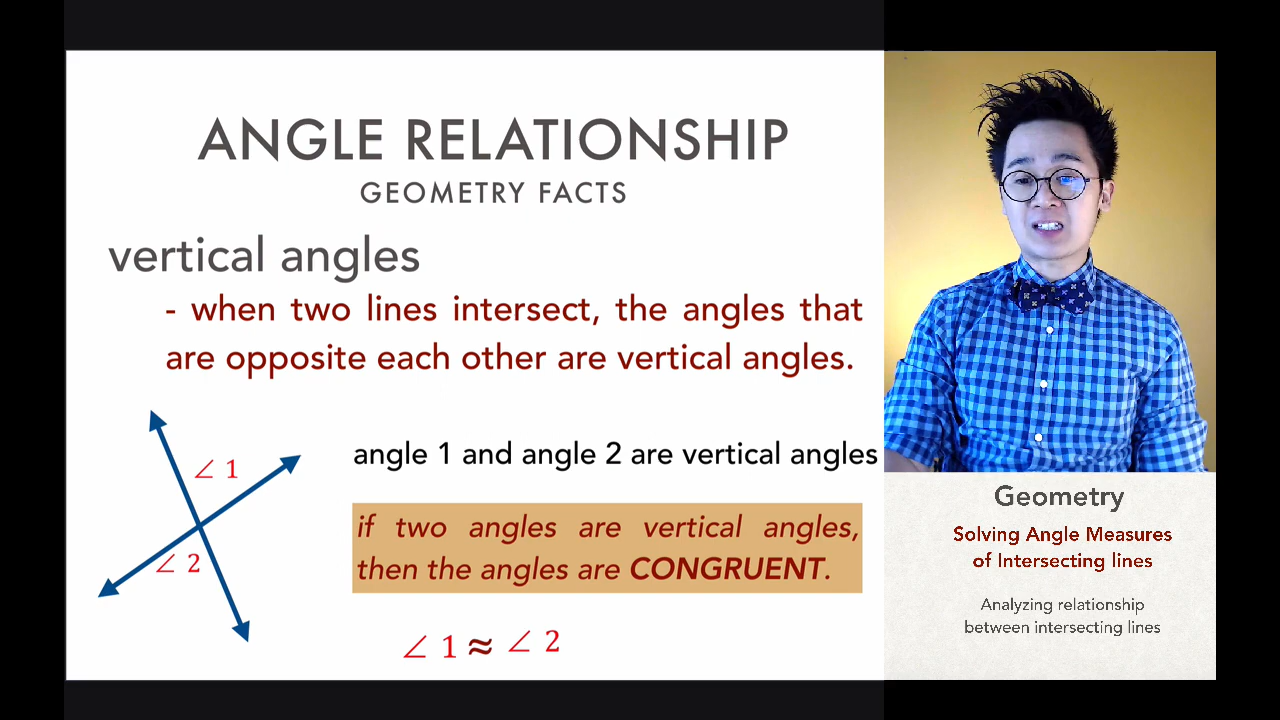 ANGLE RELATIONSHIP
GEOMETRY FACTS
vertical angles
- when two lines intersect, the angles that
are opposite each other are vertical angles.
∠ 1
∠ 2
angle 1 and angle 2 are vertical angles
if two angles are vertical angles,
then the angles are CONGRUENT.
∠ 1 ≈ ∠ 2
Geometry
Solving Angle Measures
of Intersecting lines
Analyzing relationship
between intersecting lines